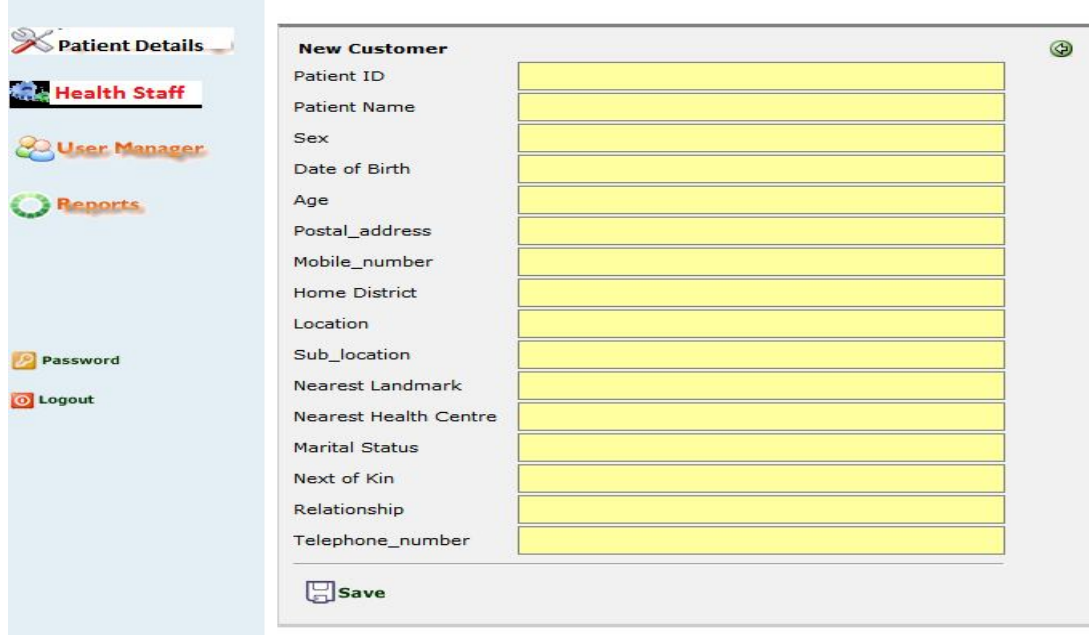 Patient Details
Health Staff
User Manager
Reports
Password
Logout
New Customer
Patient ID
Patient Name
Sex
Date of Birth
Age
Postal_address
Mobile_number
Home District
Location
Sub_location
Nearest Landmark
Nearest Health Centre
Marital Status
Next of Kin
Relationship
Telephone_number
Save